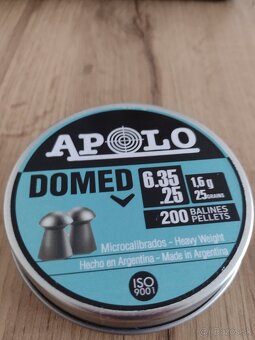 APOLO
DOMED
6.35
.25
1,6g
25 GRAINS
200 BALINES
PELLETS
Microcalibrados - Heavy Weight
Hecho en Argentina - Made in Argentina
ISO
9001